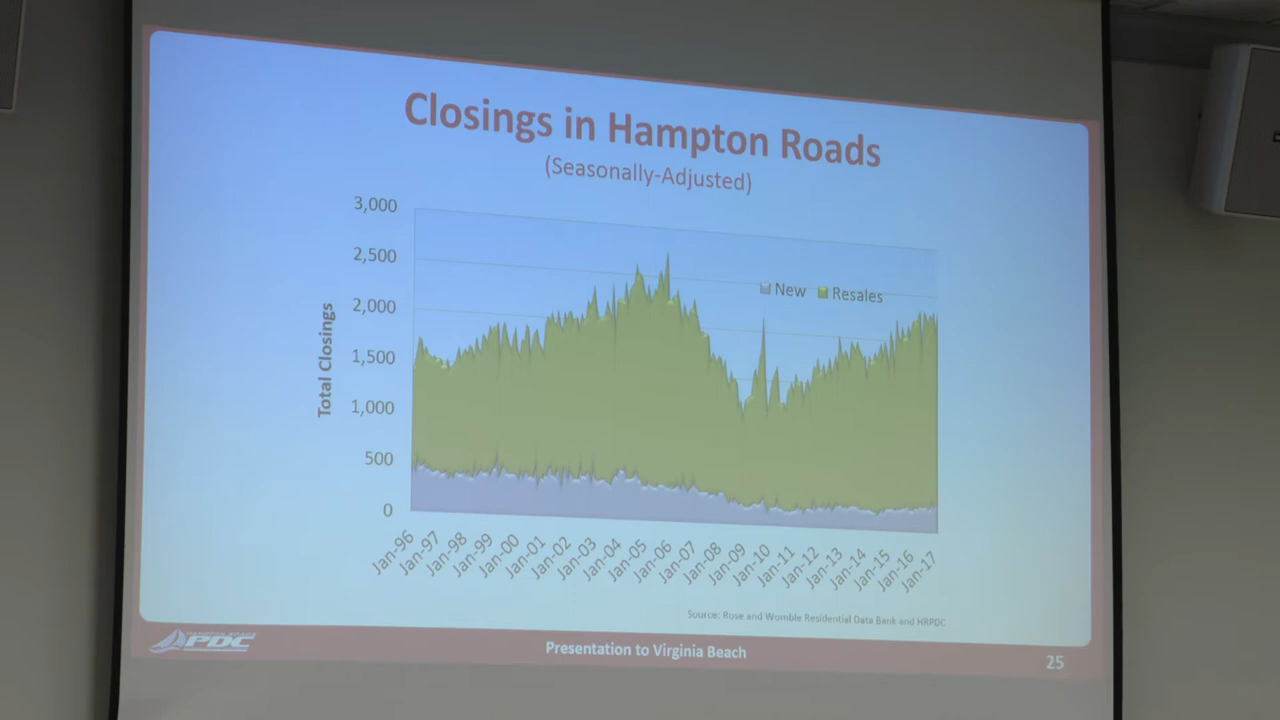 Closings in Hampton Roads
(Seasonally-Adjusted)
3,000
2,500
2,000
1,500
1,000
500
0
Total Closings
New Resales
Jan-96 Jan-97 Jan-98 Jan-99 Jan-00 Jan-01 Jan-02 Jan-03 Jan-04 Jan-05 Jan-06 Jan-07 Jan-08 Jan-09 Jan-10 Jan-11 Jan-12 Jan-13 Jan-14 Jan-15 Jan-16 Jan-17
Source: Rose and Womble Residential Data Bank and HRPDC
HAMPTON ROADS
PDC
Presentation to Virginia Beach
25